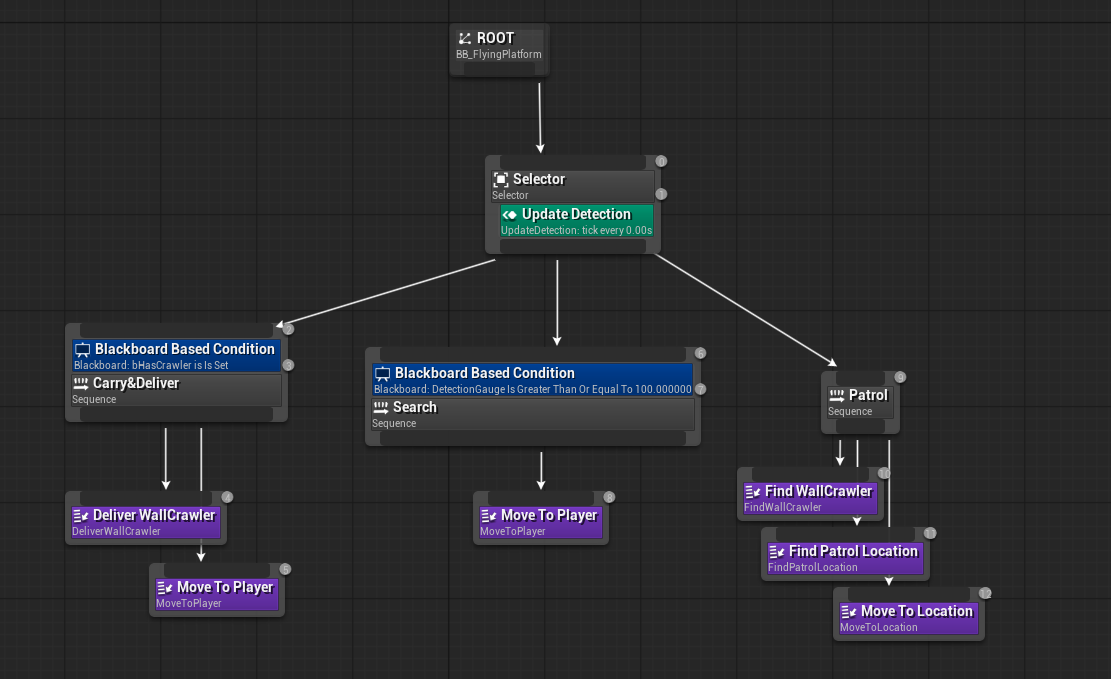 ROOT
BB_FlyingPlatform
0
Selector
Selector
1
Update Detection
UpdateDetection: tick every 0.00s
2
Blackboard Based Condition
Blackboard: bHasCrawler is Is Set
3
Carry&Deliver
Sequence
6
Blackboard Based Condition
Blackboard: DetectionGauge Is Greater Than Or Equal To 100.000000
7
Search
Sequence
9
Patrol
Sequence
4
Deliver WallCrawler
DeliverWallCrawler
5
Move To Player
MoveToPlayer
8
Move To Player
MoveToPlayer
10
Find WallCrawler
FindWallCrawler
11
Find Patrol Location
FindPatrolLocation
12
Move To Location
MoveToLocation